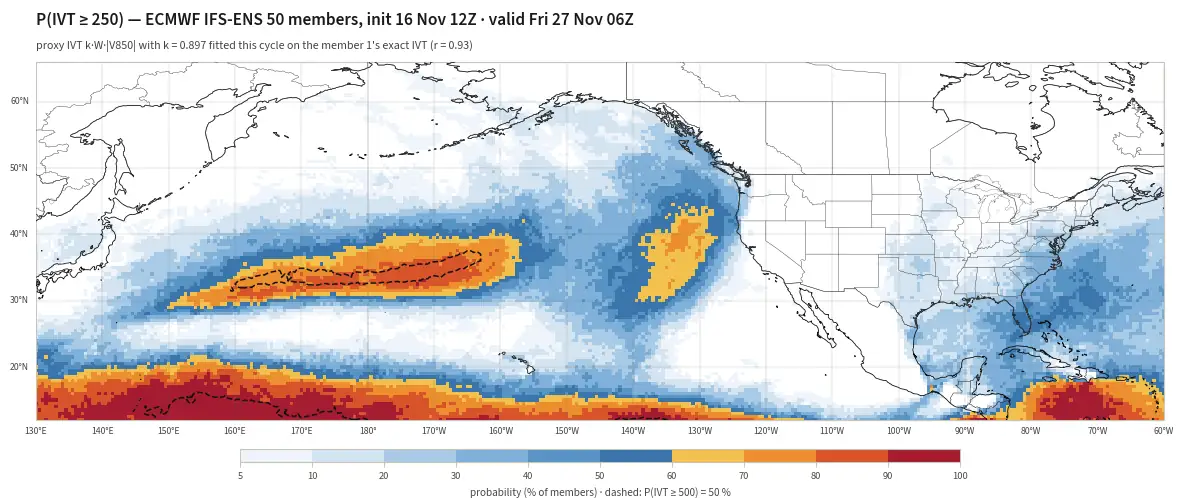 P(IVT ≥ 250) — ECMWF IFS-ENS 50 members, init 16 Nov 12Z · valid Fri 27 Nov 06Z
proxy IVT k·W·|V850| with k = 0.897 fitted this cycle on the member 1's exact IVT (r = 0.93)
60°N
50°N
40°N
30°N
20°N
130°E 140°E 150°E 160°E 170°E 180° 170°W 160°W 150°W 140°W 130°W 120°W 110°W 100°W 90°W 80°W 70°W 60°W
5 10 20 30 40 50 60 70 80 90 100
probability (% of members) · dashed: P(IVT ≥ 500) = 50 %